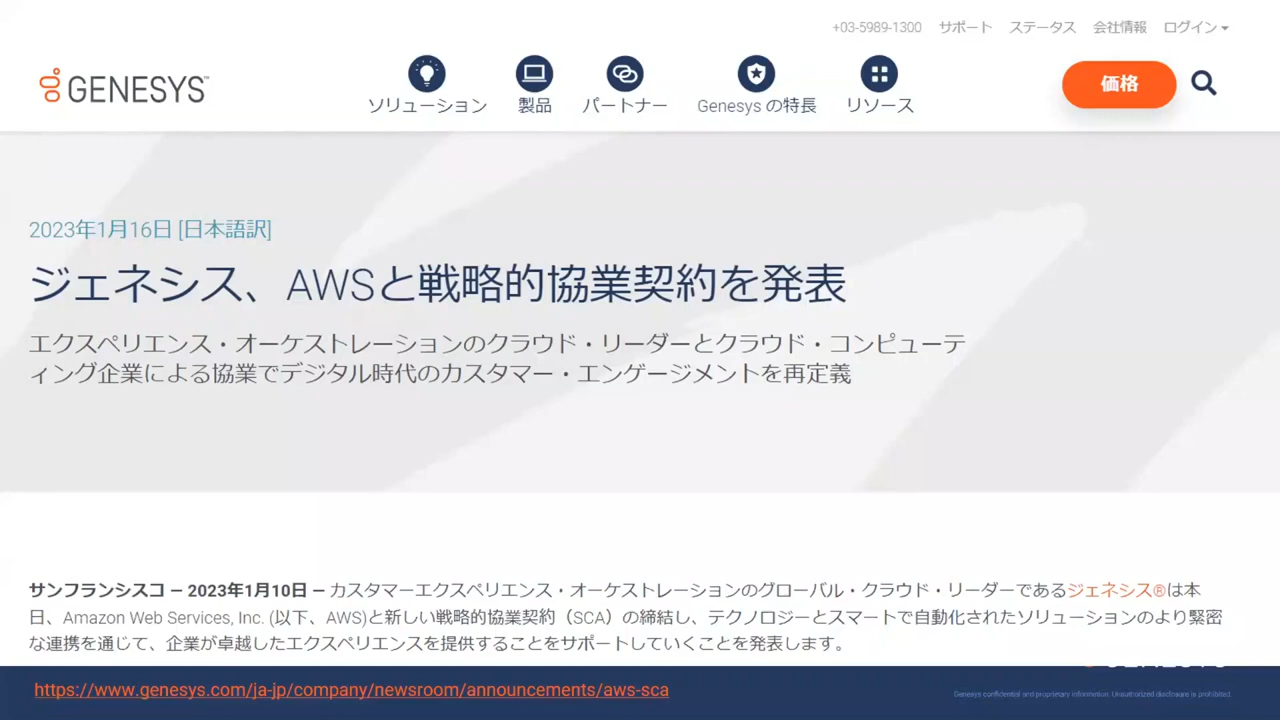 +03-5989-1300 サポート ステータス 会社情報 ログイン
GENESYS™
ソリューション 製品 パートナー Genesys の特長 リソース
価格
2023年1月16日 [日本語訳]
ジェネシス、AWSと戦略的協業契約を発表
エクスペリエンス・オーケストレーションのクラウド・リーダーとクラウド・コンピューテ
ィング企業による協業でデジタル時代のカスタマー・エンゲージメントを再定義
サンフランシスコ – 2023年1月10日 – カスタマーエクスペリエンス・オーケストレーションのグローバル・クラウド・リーダーであるジェネシス®は本
日、Amazon Web Services, Inc. (以下、AWS)と新しい戦略的協業契約（SCA）の締結し、テクノロジーとスマートで自動化されたソリューションのより緊密
な連携を通じて、企業が卓越したエクスペリエンスを提供することをサポートしていくことを発表します。
https://www.genesys.com/ja-jp/company/newsroom/announcements/aws-sca
Genesys confidential and proprietary information. Unauthorized disclosure is prohibited.